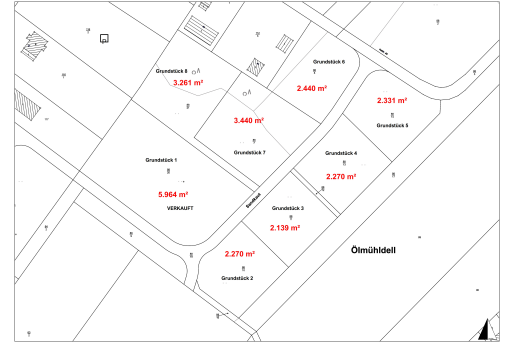 Grundstück 6
Grundstück 8
3.261 m²
2.440 m²
2.331 m²
3.440 m²
Grundstück 5
Grundstück 7
Grundstück 4
Grundstück 1
2.270 m²
5.964 m²
VERKAUFT
Grundstück 3
2.139 m²
Ölmühldell
2.270 m²
Grundstück 2